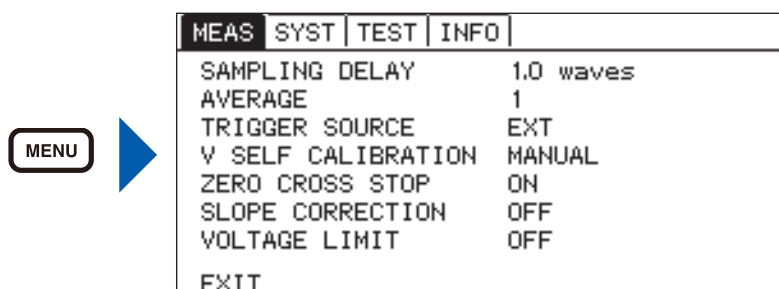 MEAS SYST TEST INFO
SAMPLING DELAY 1.0 waves
AVERAGE 1
TRIGGER SOURCE EXT
MENU
V SELF CALIBRATION MANUAL
ZERO CROSS STOP ON
SLOPE CORRECTION OFF
VOLTAGE LIMIT OFF
EXIT